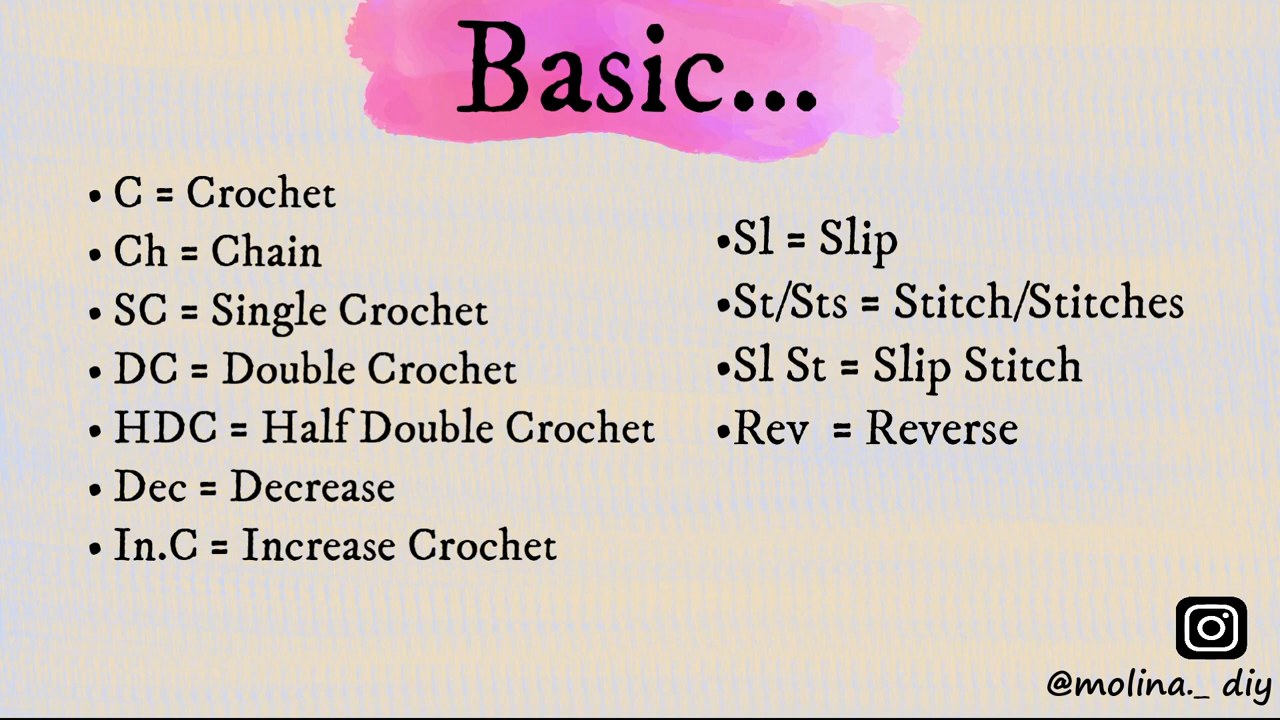 Basic...
• C = Crochet
• Ch = Chain
• SC = Single Crochet
• DC = Double Crochet
• HDC = Half Double Crochet
• Dec = Decrease
• In.C = Increase Crochet
•Sl = Slip
•St/Sts = Stitch/Stitches
•Sl St = Slip Stitch
•Rev = Reverse
@molina._ diy